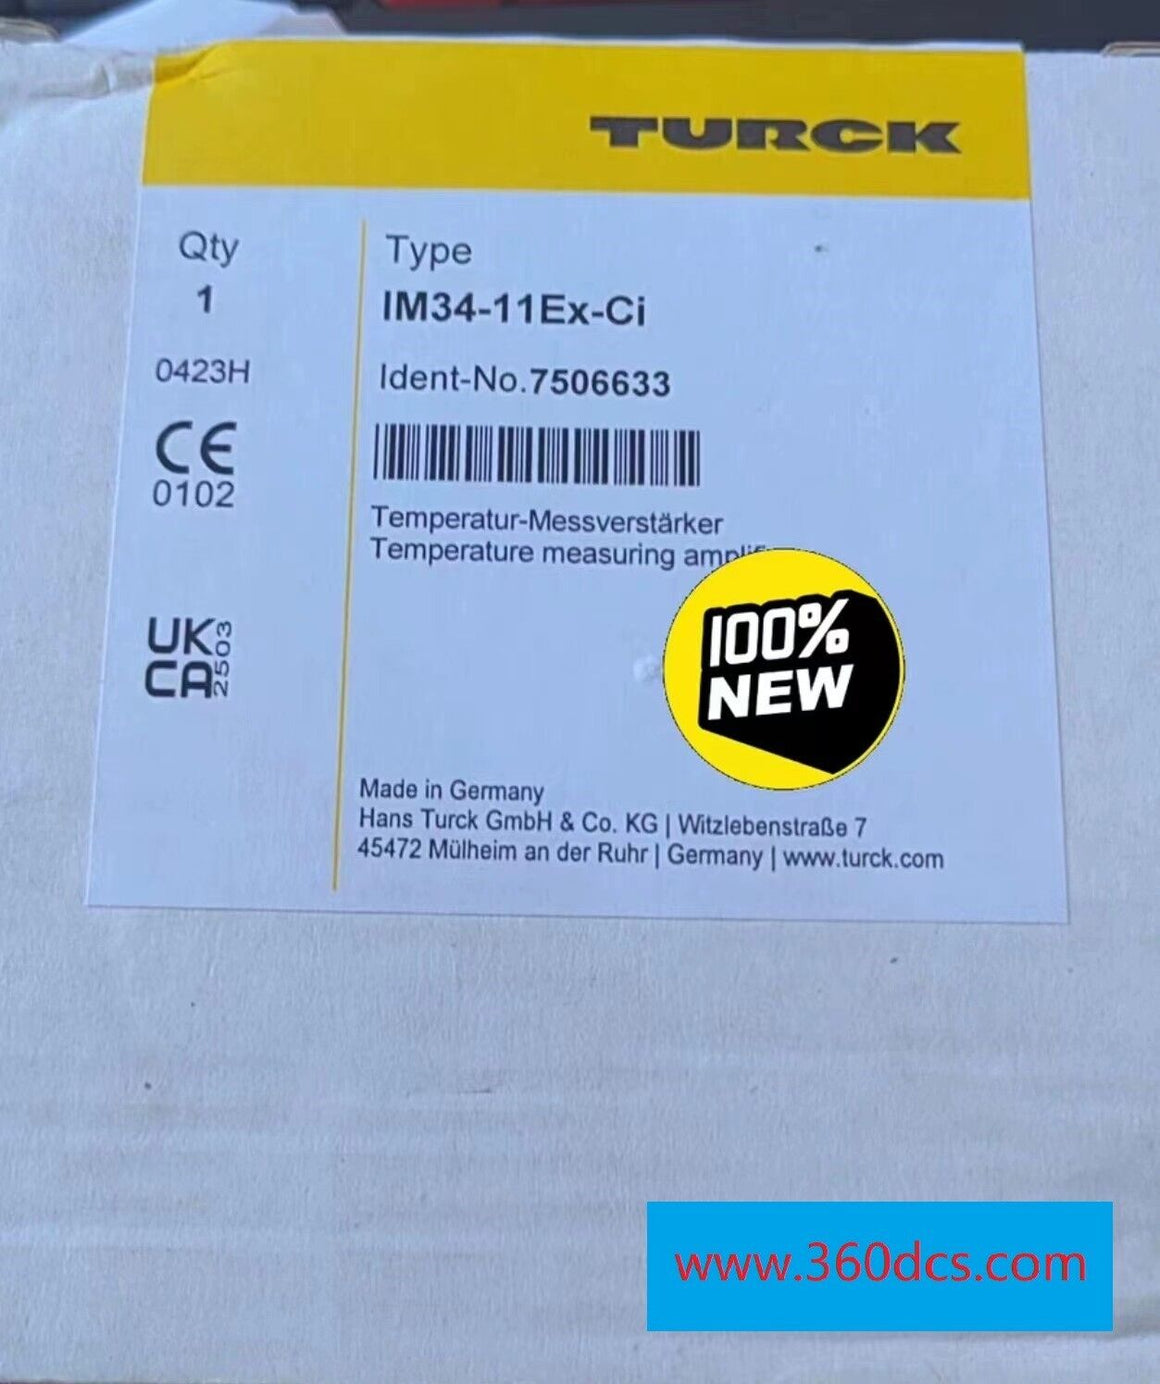 TURCK
Qty
1
0423H
CE
0102
UK
CA
2503
Type
IM34-11Ex-Ci
Ident-No.7506633
Temperatur-Messverstärker
Temperature measuring
100%
NEW
Made in Germany
Hans Turck GmbH & Co. KG | Witzlebenstraße 7
45472 Mülheim an der Ruhr | Germany | www.turck.com
www.360dcs.com